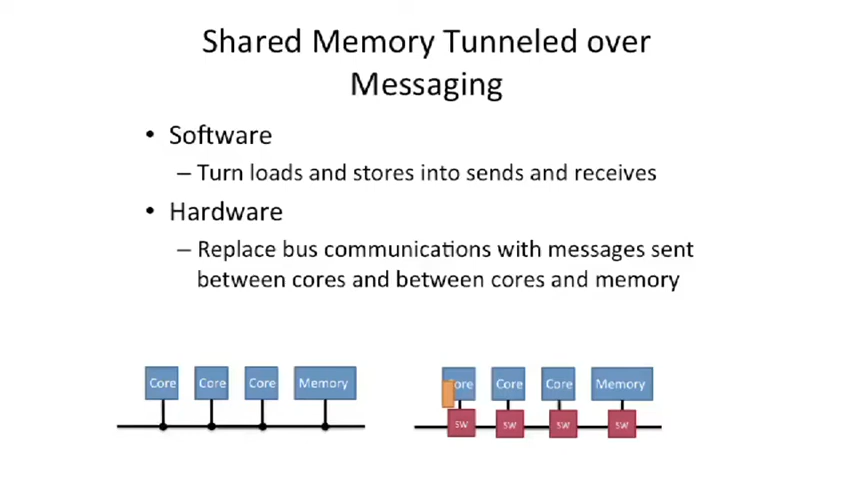 Shared Memory Tunneled over
Messaging
• Software
– Turn loads and stores into sends and receives
• Hardware
– Replace bus communications with messages sent
between cores and between cores and memory
Core Core Core Memory
Core Core Memory
SW SW SW SW